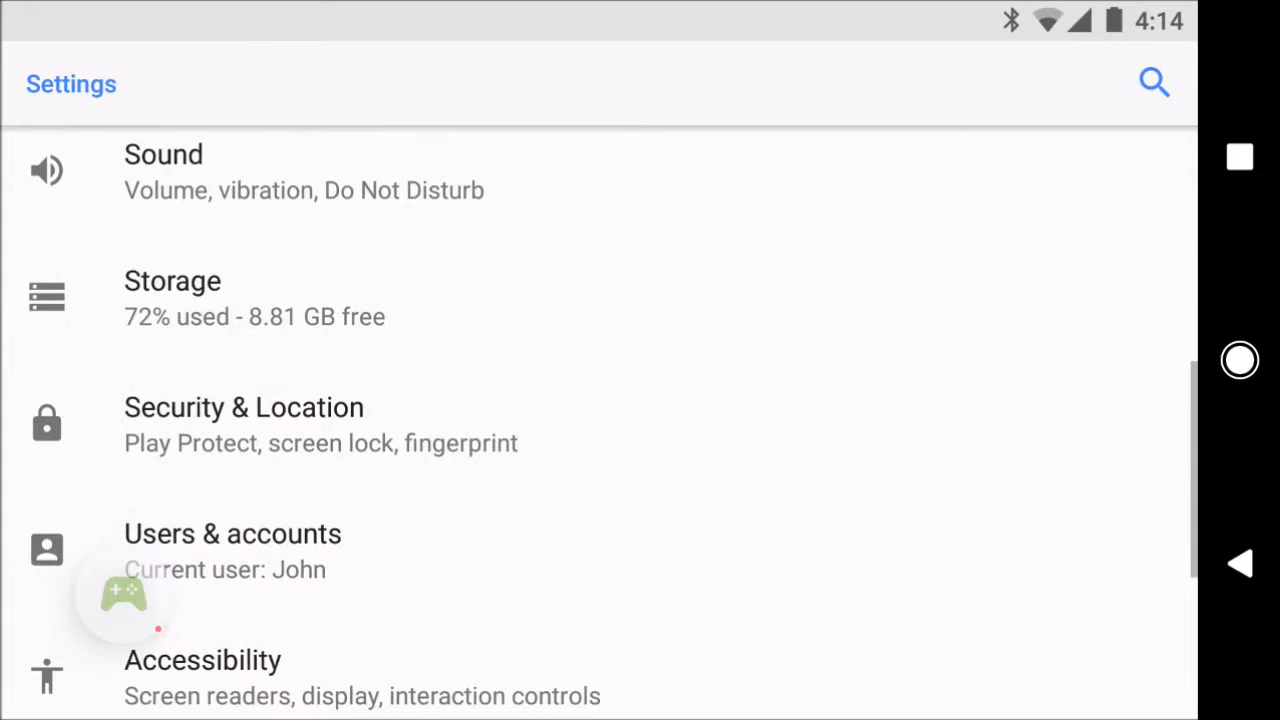 4:14
Settings
Sound
Volume, vibration, Do Not Disturb
Storage
72% used - 8.81 GB free
Security & Location
Play Protect, screen lock, fingerprint
Users & accounts
Current user: John
Accessibility
Screen readers, display, interaction controls